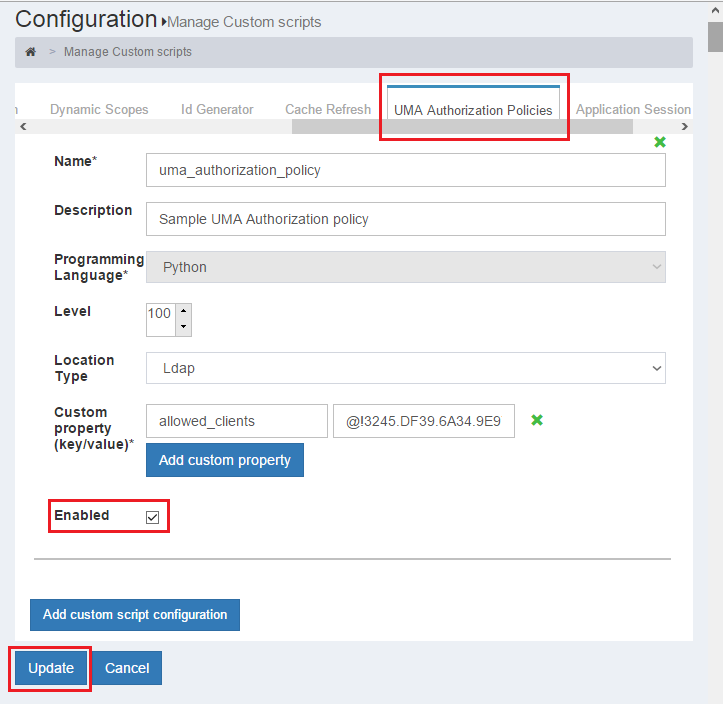 Configuration Manage Custom scripts
> Manage Custom scripts
n Dynamic Scopes Id Generator Cache Refresh UMA Authorization Policies Application Session
Name* uma_authorization_policy
Description Sample UMA Authorization policy
Programming
Language* Python
Level 100
Location
Type Ldap
Custom
property
(key/value)* allowed_clients @!3245.DF39.6A34.9E9
Add custom property
Enabled
Add custom script configuration
Update Cancel